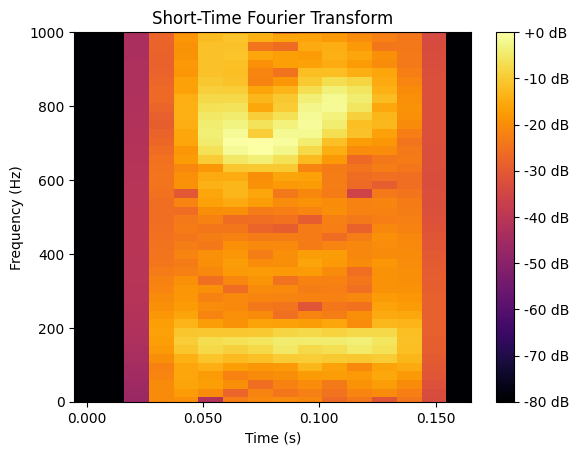 Short-Time Fourier Transform
Frequency (Hz)
1000
800
600
400
200
0
0.000
0.050
0.100
0.150
Time (s)
+0 dB
-10 dB
-20 dB
-30 dB
-40 dB
-50 dB
-60 dB
-70 dB
-80 dB